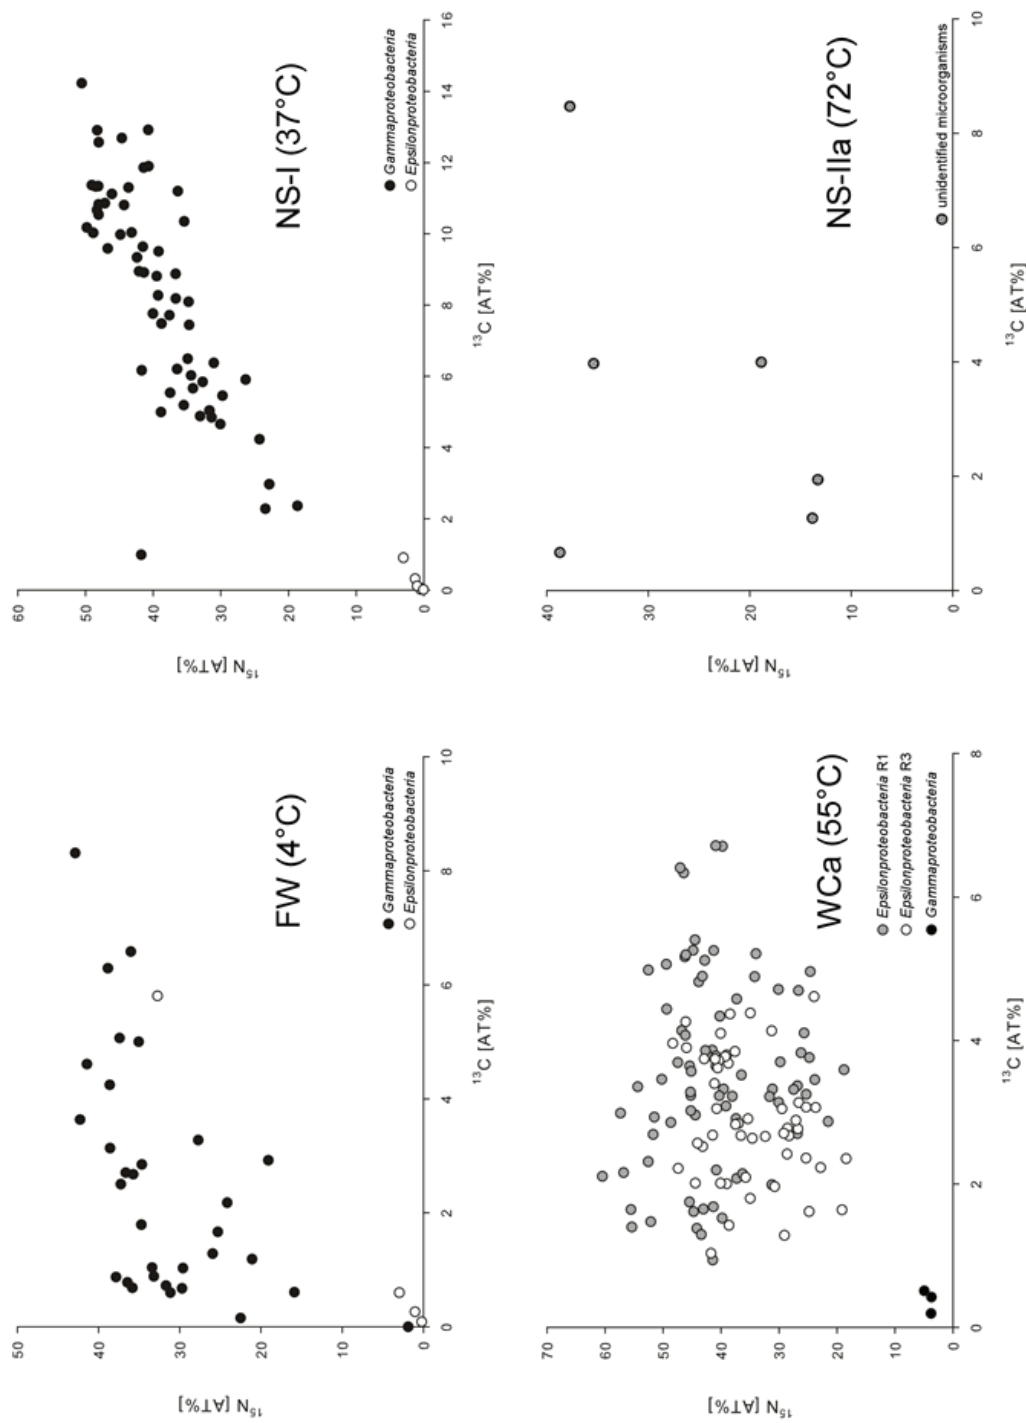 FW (4°C)
¹⁵N [AT%]
50
40
30
20
10
0
0 2 4 6 8 10
¹³C [AT%]
Gammaproteobacteria
Epsilonproteobacteria
NS-I (37°C)
¹⁵N [AT%]
60
50
40
30
20
10
0
0 2 4 6 8 10 12 14 16
¹³C [AT%]
Gammaproteobacteria
Epsilonproteobacteria
WCa (55°C)
¹⁵N [AT%]
70
60
50
40
30
20
10
0
0 2 4 6 8
¹³C [AT%]
Epsilonproteobacteria R1
Epsilonproteobacteria R3
Gammaproteobacteria
NS-IIa (72°C)
¹⁵N [AT%]
40
30
20
10
0
0 2 4 6 8 10
¹³C [AT%]
unidentified microorganisms